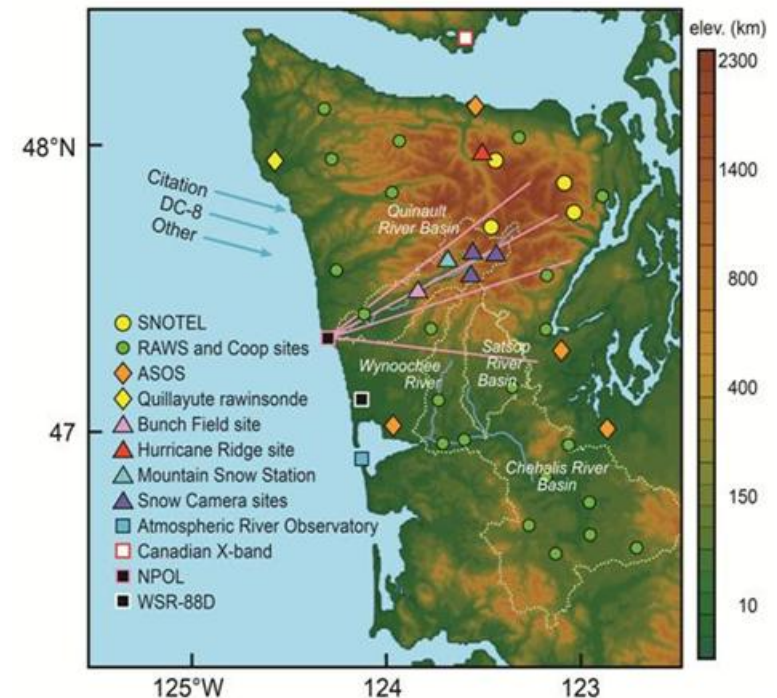 elev. (km)
2300
1400
800
400
150
10
48°N
47
125°W
124
123
Citation
DC-8
Other
Quinault
River Basin
Wynoochee
River
Satsop
River
Basin
Chehalis River
Basin
SNOTEL
RAWS and Coop sites
ASOS
Quillayute rawinsonde
Bunch Field site
Hurricane Ridge site
Mountain Snow Station
Snow Camera sites
Atmospheric River Observatory
Canadian X-band
NPOL
WSR-88D